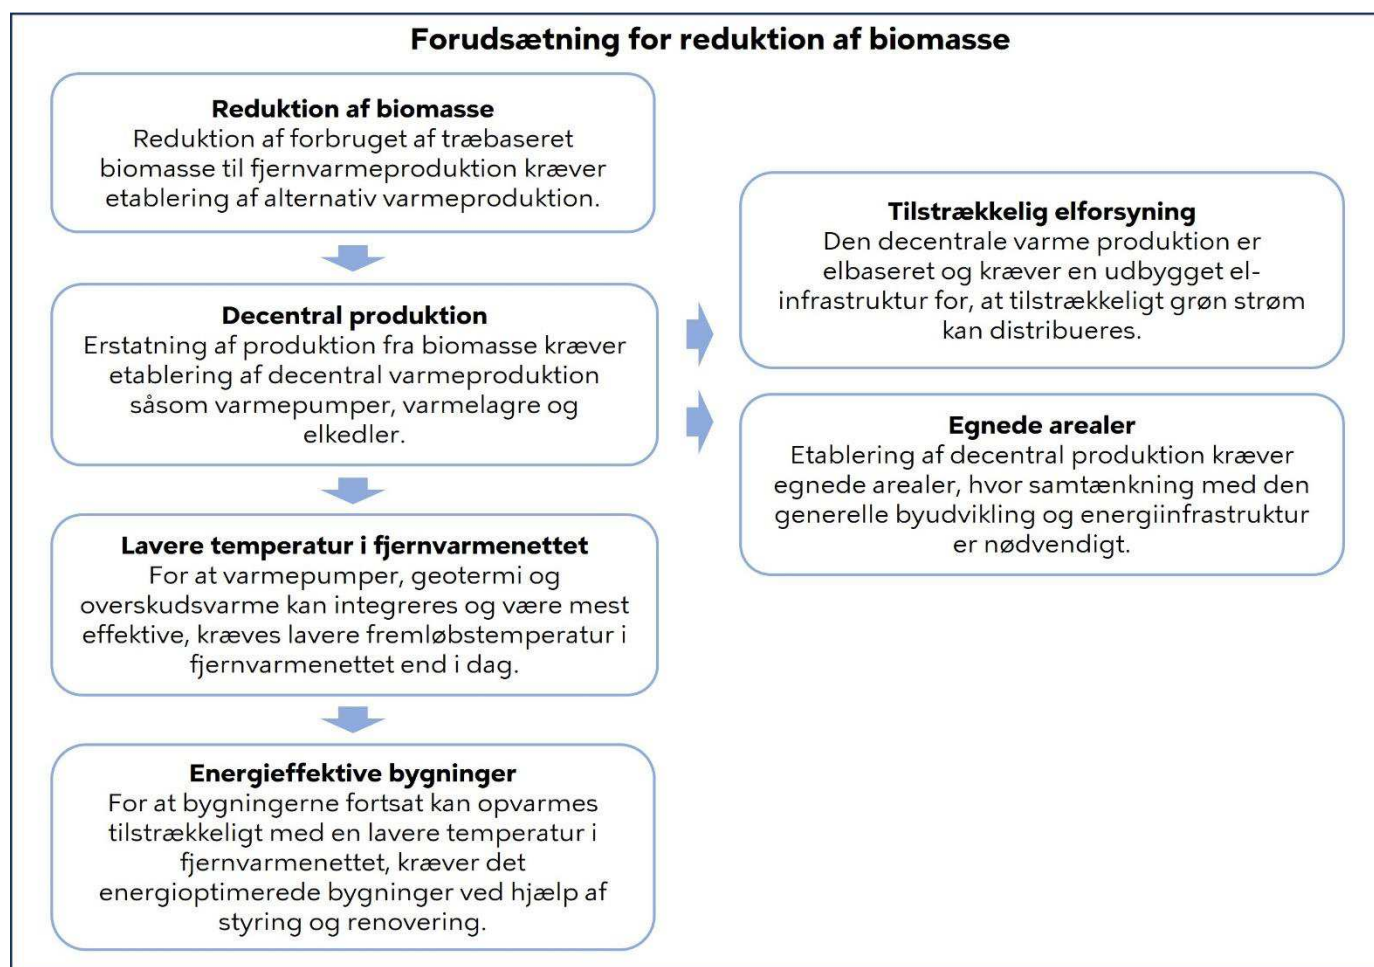 Forudsætning for reduktion af biomasse
Reduktion af biomasse
Reduktion af forbruget af træbaseret
biomasse til fjernvarmeproduktion kræver
etablering af alternativ varmeproduktion.
Decentral produktion
Erstatning af produktion fra biomasse kræver
etablering af decentral varmeproduktion
såsom varmepumper, varmelagre og
elkedler.
Tilstrækkelig elforsyning
Den decentrale varme produktion er
elbaseret og kræver en udbygget el-
infrastruktur for, at tilstrækkeligt grøn strøm
kan distribueres.
Egnede arealer
Etablering af decentral produktion kræver
egnede arealer, hvor samtænkning med den
generelle byudvikling og energiinfrastruktur
er nødvendigt.
Lavere temperatur i fjernvarmenettet
For at varmepumper, geotermi og
overskudsvarme kan integreres og være mest
effektive, kræves lavere fremløbstemperatur i
fjernvarmenettet end i dag.
Energieffektive bygninger
For at bygningerne fortsat kan opvarmes
tilstrækkeligt med en lavere temperatur i
fjernvarmenettet, kræver det
energioptimerede bygninger ved hjælp af
styring og renovering.